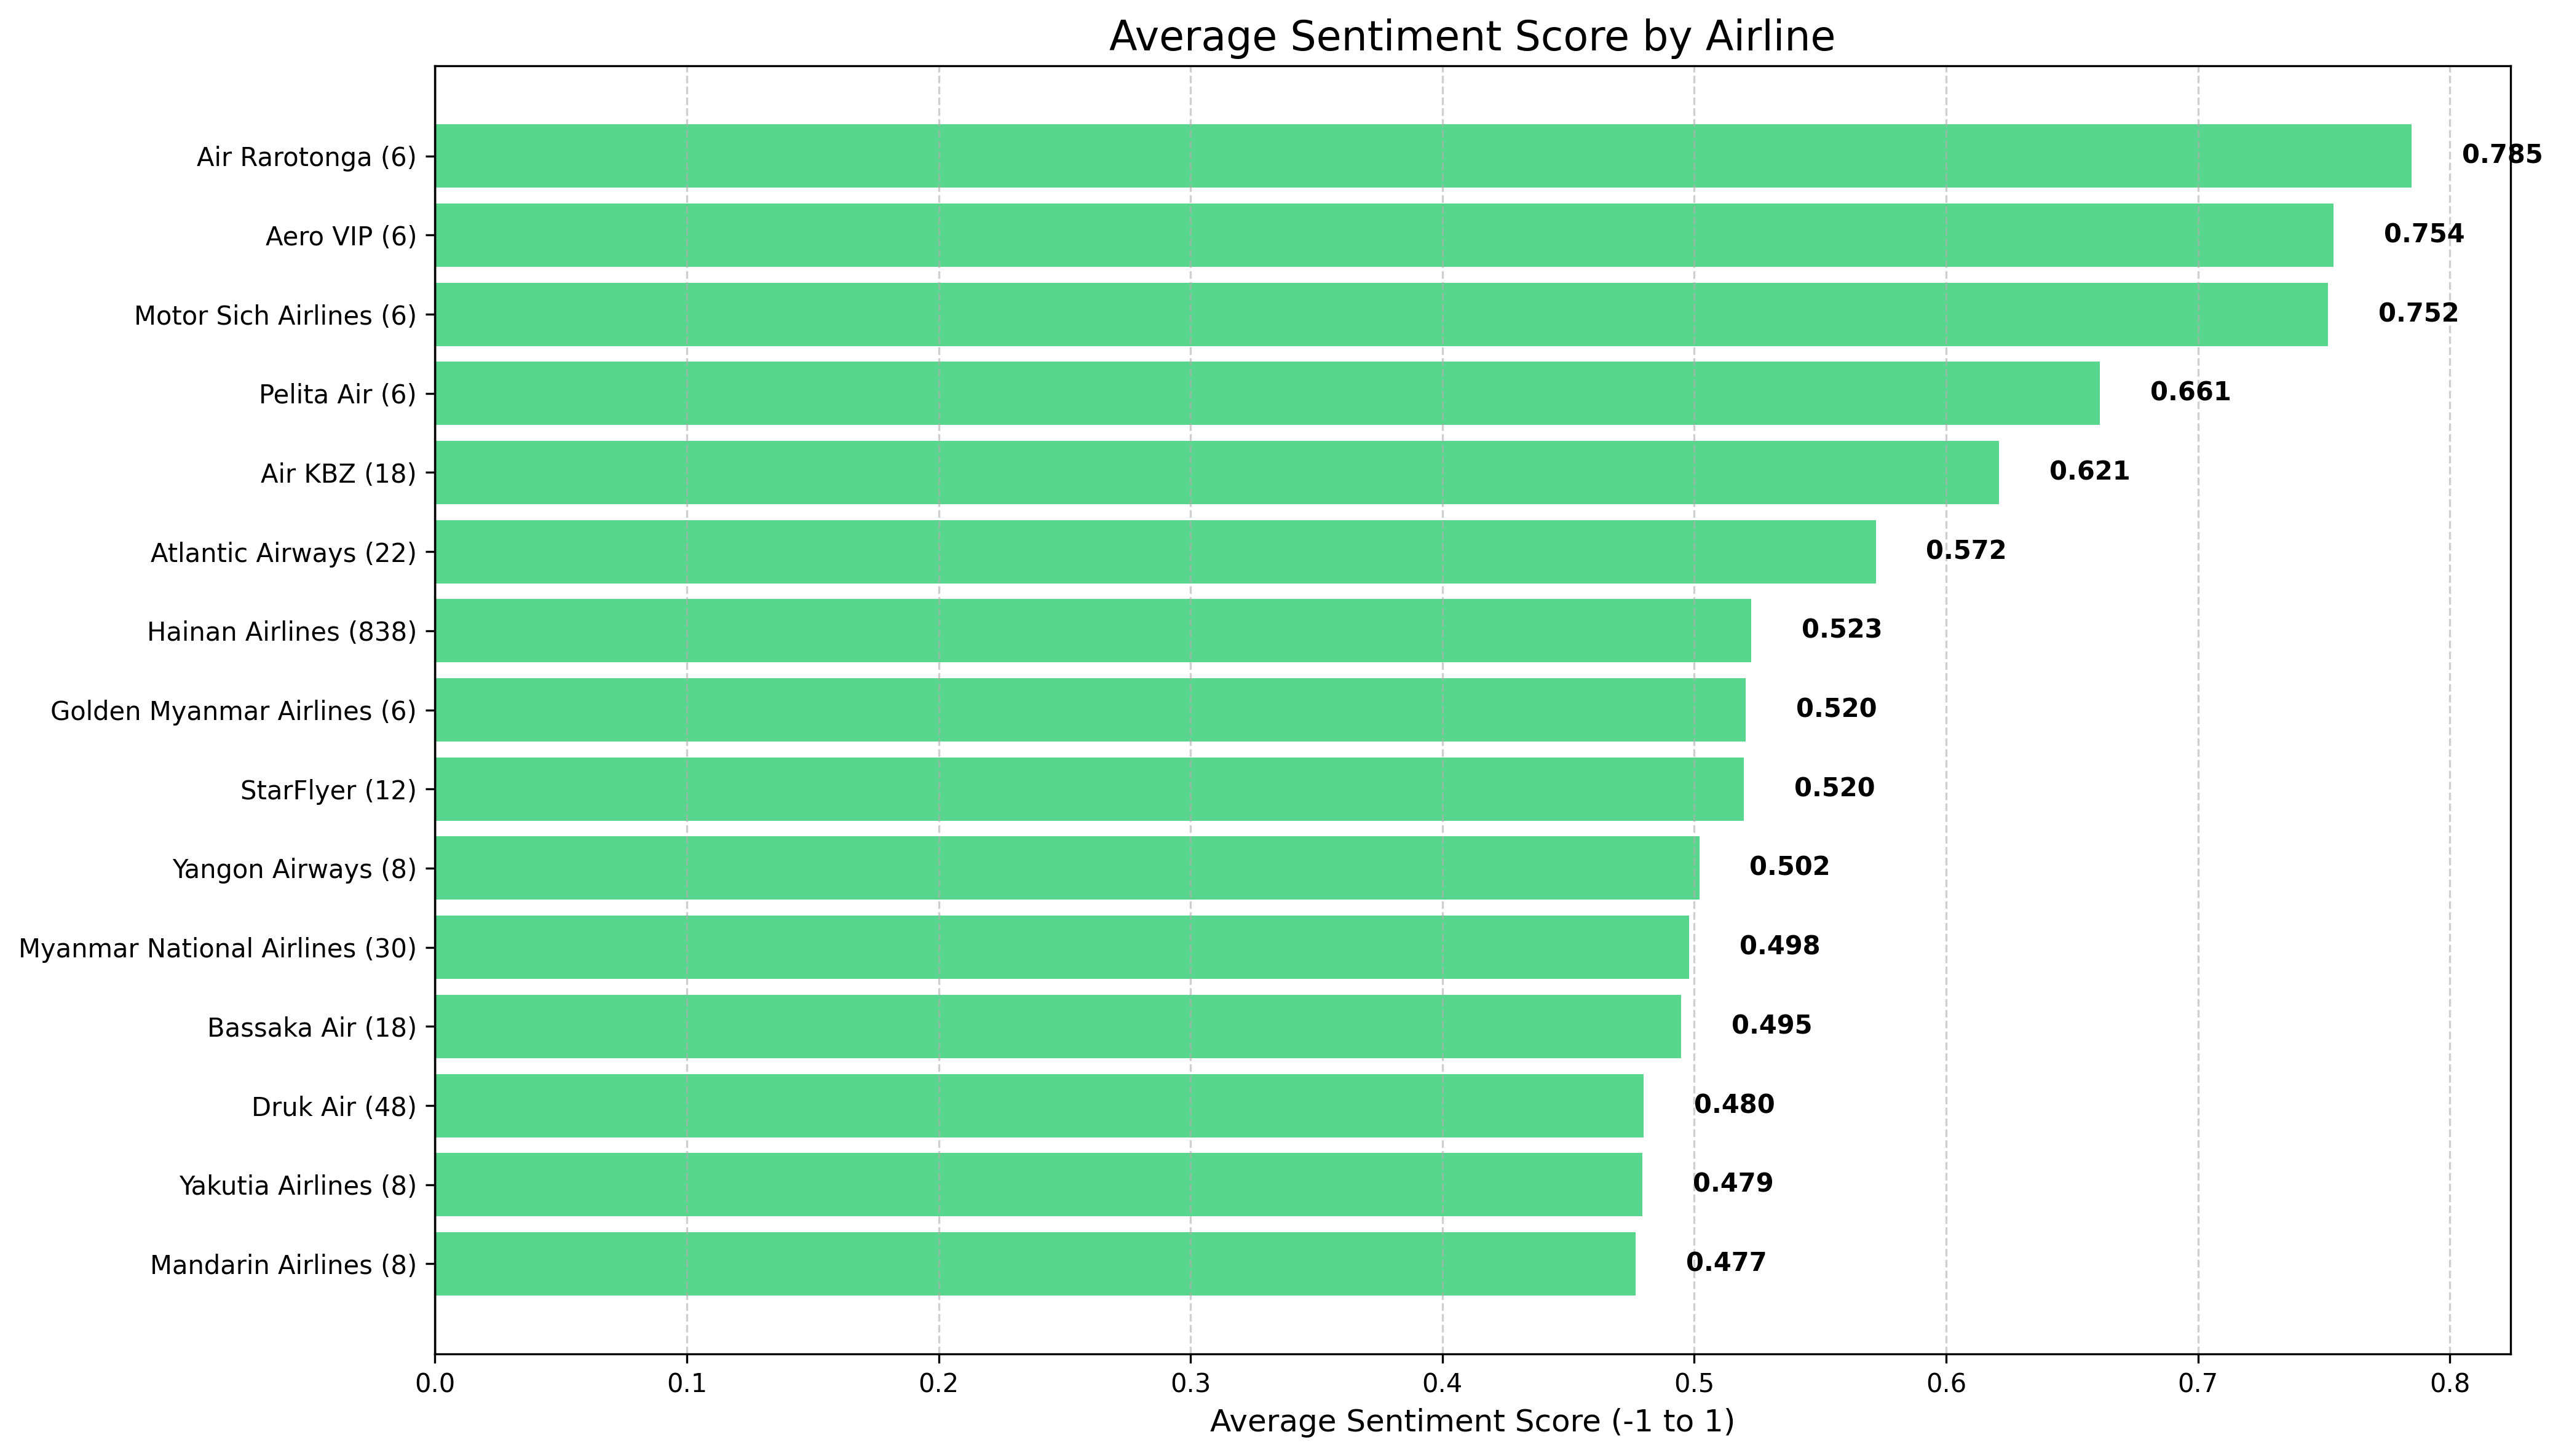 Average Sentiment Score by Airline
Air Rarotonga (6) 0.785
Aero VIP (6) 0.754
Motor Sich Airlines (6) 0.752
Pelita Air (6) 0.661
Air KBZ (18) 0.621
Atlantic Airways (22) 0.572
Hainan Airlines (838) 0.523
Golden Myanmar Airlines (6) 0.520
StarFlyer (12) 0.520
Yangon Airways (8) 0.502
Myanmar National Airlines (30) 0.498
Bassaka Air (18) 0.495
Druk Air (48) 0.480
Yakutia Airlines (8) 0.479
Mandarin Airlines (8) 0.477
0.0 0.1 0.2 0.3 0.4 0.5 0.6 0.7 0.8
Average Sentiment Score (-1 to 1)